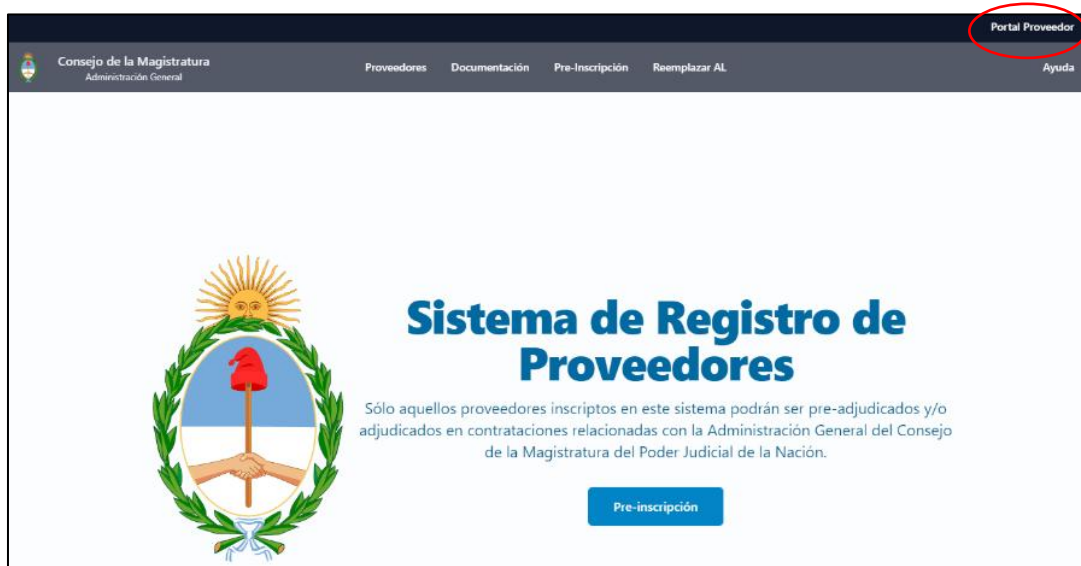 Portal Proveedor
Consejo de la Magistratura
Administración General
Proveedores
Documentación
Pre-Inscripción
Reemplazar AL
Ayuda
Sistema de Registro de
Proveedores
Sólo aquellos proveedores inscriptos en este sistema podrán ser pre-adjudicados y/o
adjudicados en contrataciones relacionadas con la Administración General del Consejo
de la Magistratura del Poder Judicial de la Nación.
Pre-inscripción